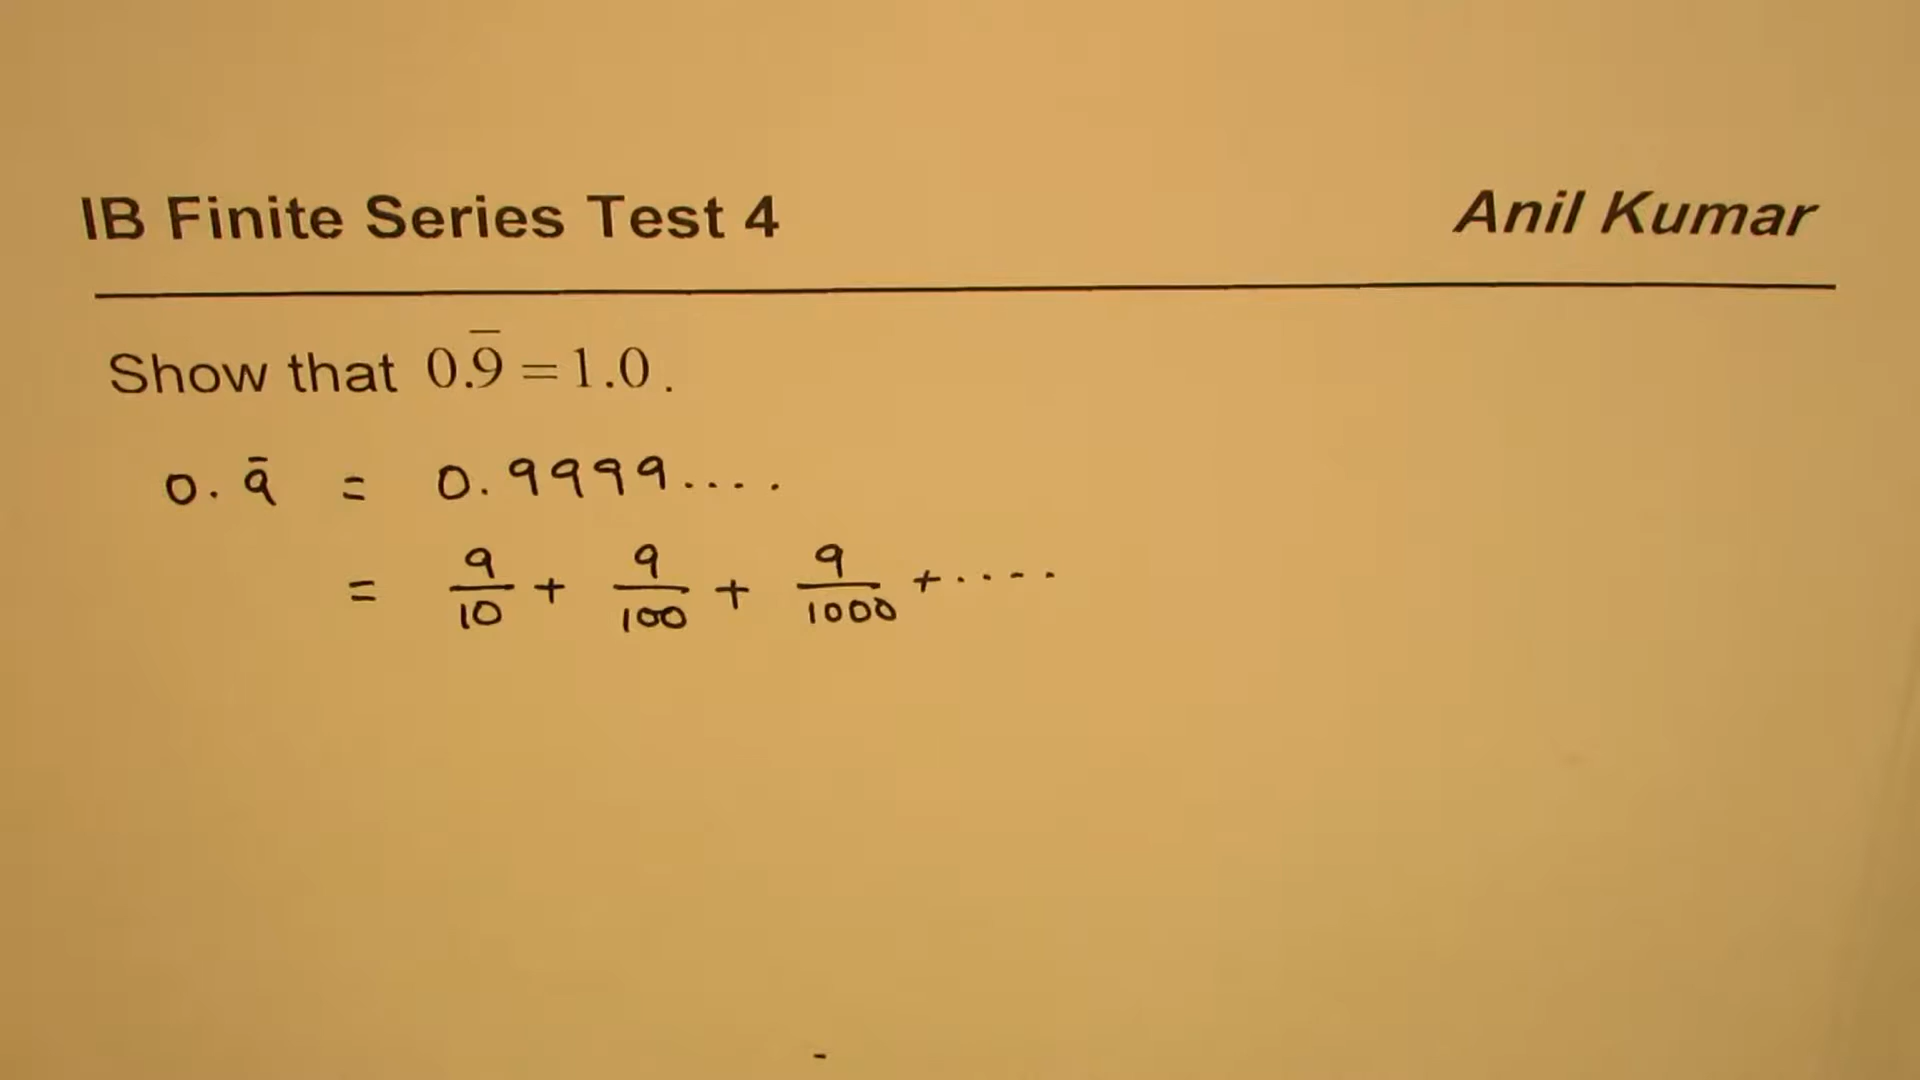 IB Finite Series Test 4 Anil Kumar
Show that 0.9̅ = 1.0 .
0.9̅ = 0.9999....
= 9/10 + 9/100 + 9/1000 + ....